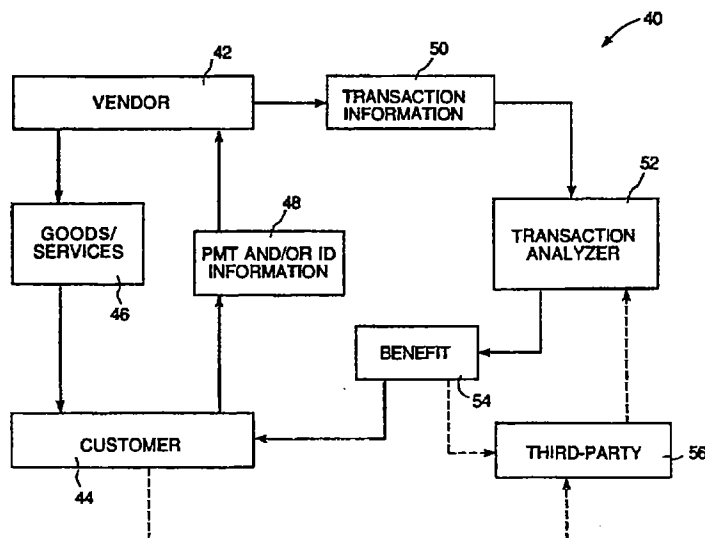 40
42
VENDOR
50
TRANSACTION
INFORMATION
52
TRANSACTION
ANALYZER
GOODS/
SERVICES
46
48
PMT AND/OR ID
INFORMATION
BENEFIT
54
CUSTOMER
44
THIRD-PARTY
56